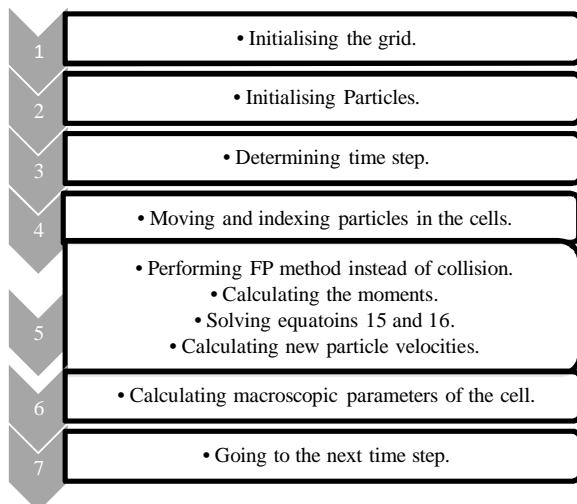 1
• Initialising the grid.
2
• Initialising Particles.
3
• Determining time step.
4
• Moving and indexing particles in the cells.
5
• Performing FP method instead of collision.
• Calculating the moments.
• Solving equatoins 15 and 16.
• Calculating new particle velocities.
6
• Calculating macroscopic parameters of the cell.
7
• Going to the next time step.